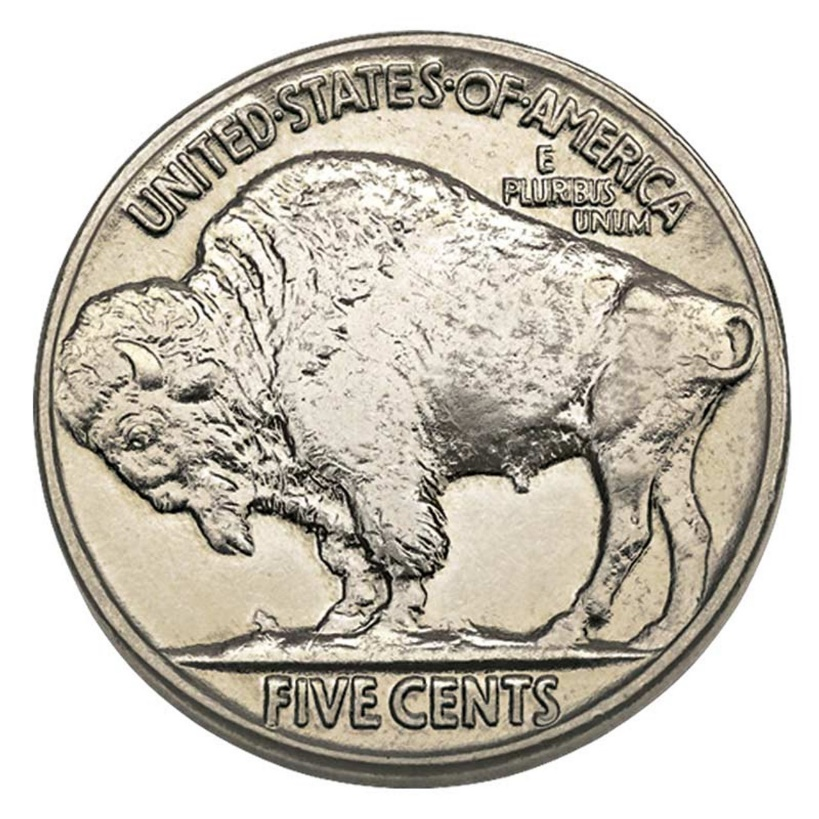 UNITED·STATES·OF·AMERICA
E
PLURIBUS
UNUM
FIVE CENTS